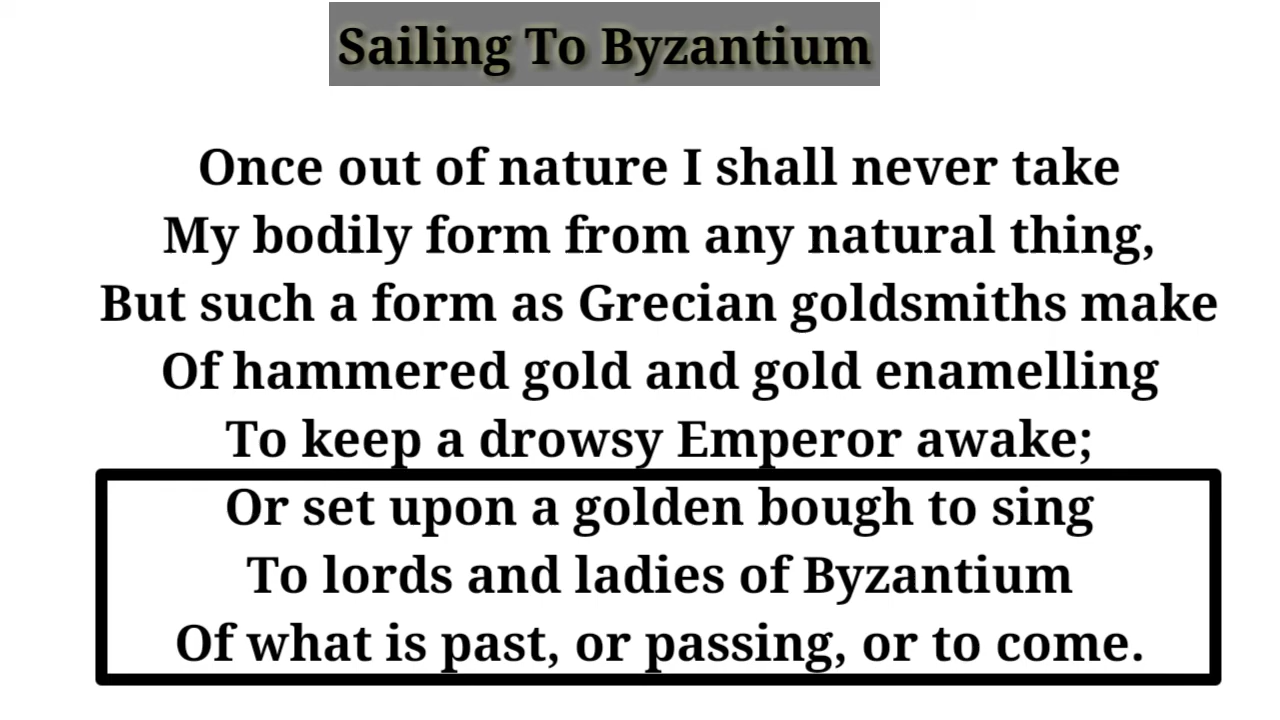 Sailing To Byzantium
Once out of nature I shall never take
My bodily form from any natural thing,
But such a form as Grecian goldsmiths make
Of hammered gold and gold enamelling
To keep a drowsy Emperor awake;
Or set upon a golden bough to sing
To lords and ladies of Byzantium
Of what is past, or passing, or to come.